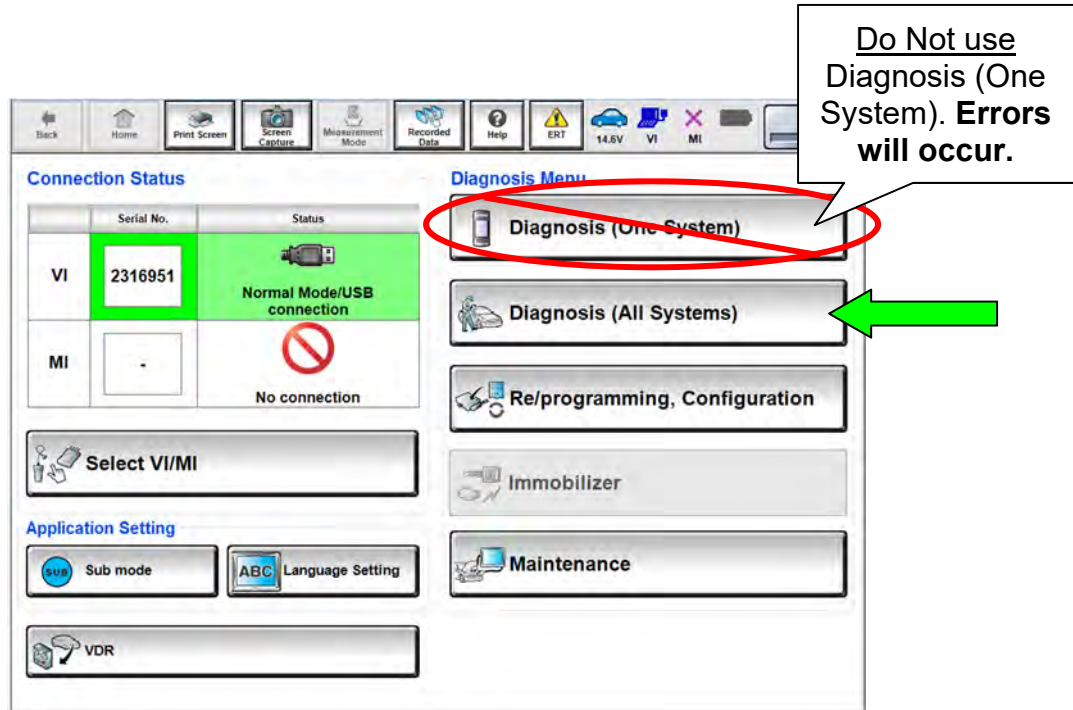 Do Not use
Diagnosis (One
System). Errors
will occur.
Back
Home
Print Screen
Screen
Capture
Measurement
Mode
Recorded
Data
Help
ERT
14.6V
VI
MI
Connection Status
Serial No.
Status
VI
2316951
Normal Mode/USB
connection
MI
-
No connection
Select VI/MI
Application Setting
SUB
Sub mode
ABC
Language Setting
VDR
Diagnosis Menu
Diagnosis (One System)
Diagnosis (All Systems)
Re/programming, Configuration
Immobilizer
Maintenance